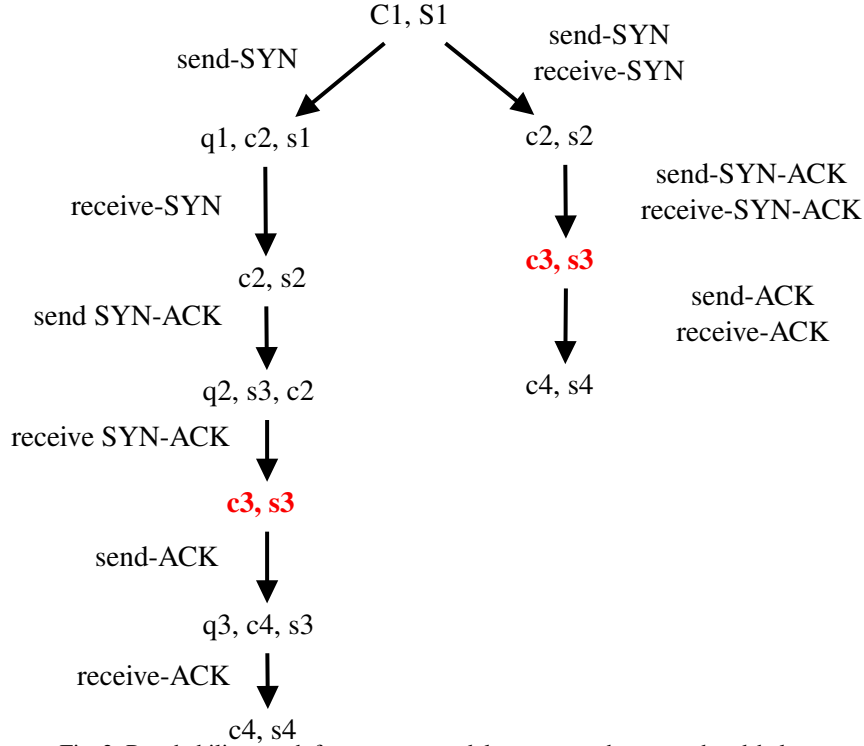 C1, S1
send-SYN
send-SYN
receive-SYN
q1, c2, s1
c2, s2
receive-SYN
send-SYN-ACK
receive-SYN-ACK
c2, s2
c3, s3
send SYN-ACK
send-ACK
receive-ACK
q2, s3, c2
c4, s4
receive SYN-ACK
c3, s3
send-ACK
q3, c4, s3
receive-ACK
c4, s4